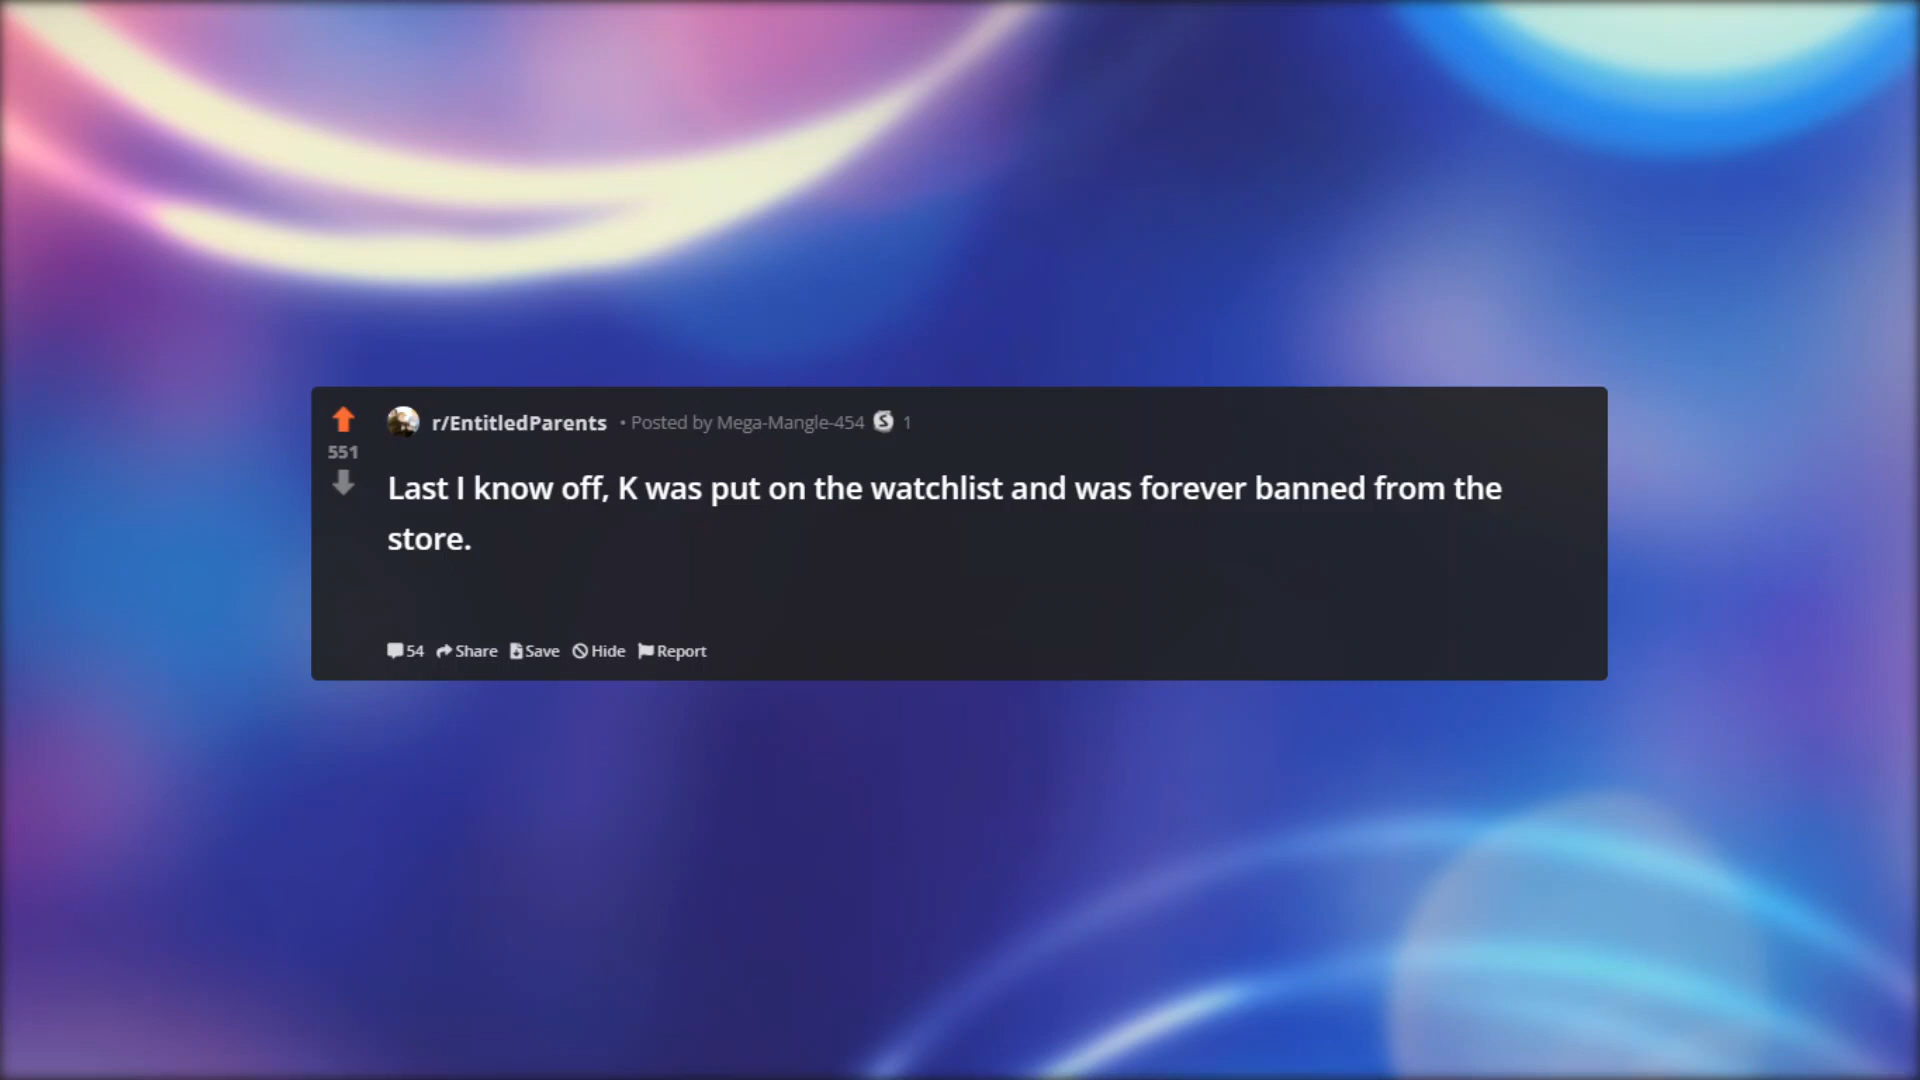 r/EntitledParents • Posted by Mega-Mangle-454 S 1
551
Last I know off, K was put on the watchlist and was forever banned from the
store.
54 Share Save Hide Report